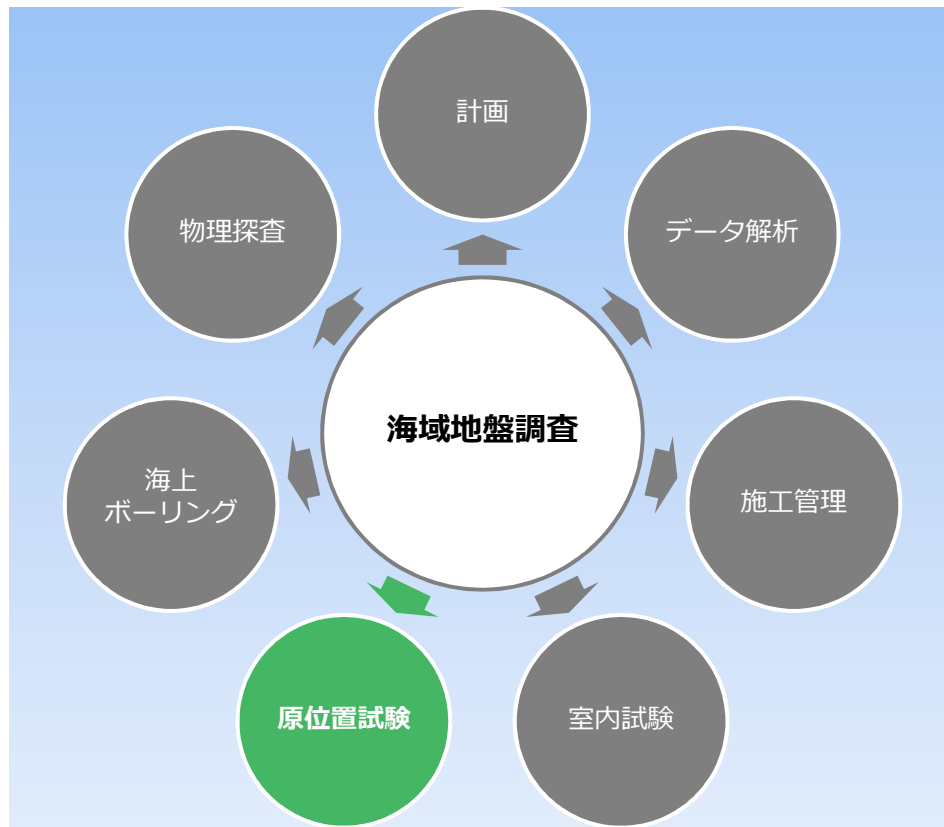 計画
物理探査
データ解析
海域地盤調査
海上
ボーリング
施工管理
原位置試験
室内試験